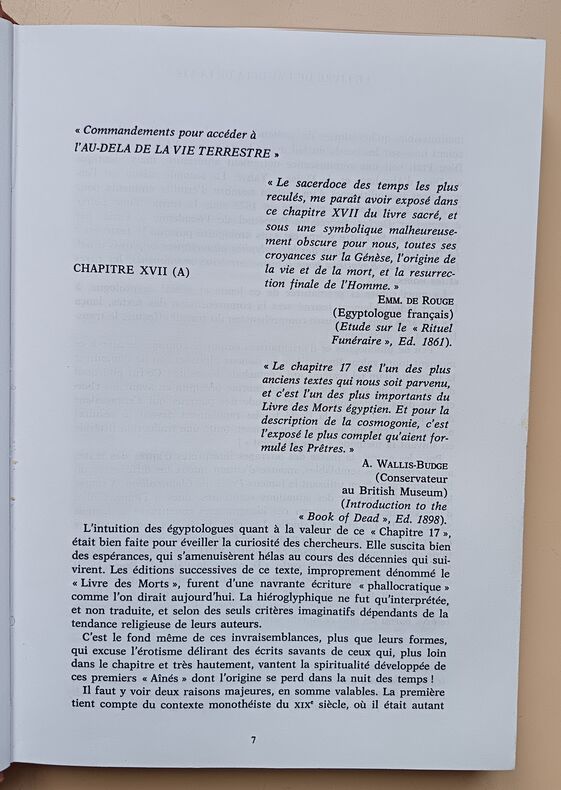 « Commandements pour accéder à
l'AU-DELA DE LA VIE TERRESTRE »
« Le sacerdoce des temps les plus
reculés, me paraît avoir exposé dans
ce chapitre XVII du livre sacré, et
sous une symbolique malheureuse-
ment obscure pour nous, toutes ses
croyances sur la Génèse, l'origine de
la vie et de la mort, et la resurrec-
tion finale de l'Homme. »
CHAPITRE XVII (A)
EMM. DE ROUGE
(Egyptologue français)
(Etude sur le « Rituel
Funéraire », Ed. 1861).
« Le chapitre 17 est l'un des plus
anciens textes qui nous soit parvenu,
et c'est l'un des plus importants du
Livre des Morts égyptien. Et pour la
description de la cosmogonie, c'est
l'exposé le plus complet qu'aient for-
mulé les Prêtres. »
A. WALLIS-BUDGE
(Conservateur
au British Museum)
(Introduction to the
« Book of Dead », Ed. 1898).
L'intuition des égyptologues quant à la valeur de ce « Chapitre 17 »,
était bien faite pour éveiller la curiosité des chercheurs. Elle suscita bien
des espérances, qui s'amenuisèrent hélas au cours des décennies qui sui-
virent. Les éditions successives de ce texte, improprement dénommé le
« Livre des Morts », furent d'une navrante écriture « phallocratique »
comme l'on dirait aujourd'hui. La hiéroglyphique ne fut qu'interprétée,
et non traduite, et selon des seuls critères imaginatifs dépendants de la
tendance religieuse de leurs auteurs.
C'est le fond même de ces invraisemblances, plus que leurs formes,
qui excuse l'érotisme délirant des écrits savants de ceux qui, plus loin
dans le chapitre et très hautement, vantent la spiritualité développée de
ces premiers « Aînés » dont l'origine se perd dans la nuit des temps !
Il faut y voir deux raisons majeures, en somme valables. La première
tient compte du contexte monothéiste du XIXe siècle, où il était autant
7